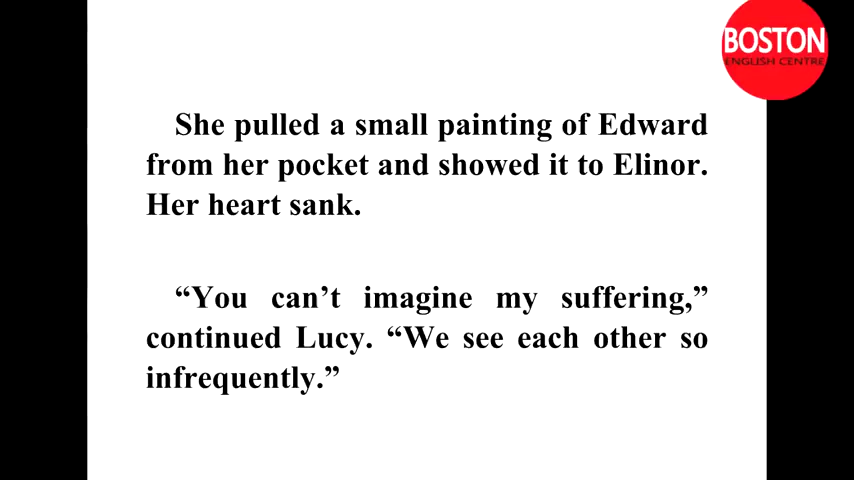 BOSTON
ENGLISH CENTRE
She pulled a small painting of Edward
from her pocket and showed it to Elinor.
Her heart sank.
“You can’t imagine my suffering,”
continued Lucy. “We see each other so
infrequently.”